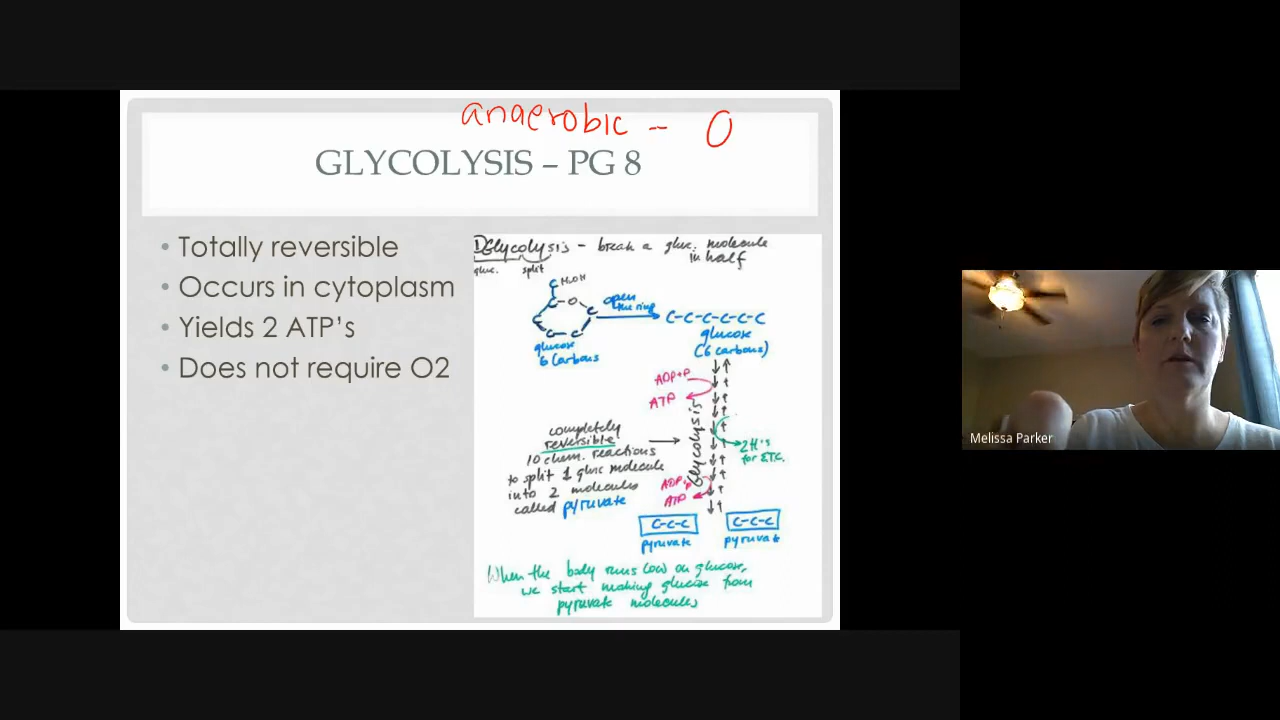 anaerobic - O
GLYCOLYSIS – PG 8
• Totally reversible
• Occurs in cytoplasm
• Yields 2 ATP's
• Does not require O2
Glycolysis - break a gluc. molecule
in half
gluc. split
H2OH
C
C O C
C C
C
glucose
6 Carbons
open
the ring
C-C-C-C-C-C
glucose
(6 carbons)
ADP+P
ATP
Glycolysis
2H's
for ETC.
completely
reversible
10 chem. reactions
to split 1 gluc molecule
into 2 molecules
called pyruvate
ADP+P
ATP
C-C-C
pyruvate
C-C-C
pyruvat
When the body runs low on glucose,
we start making glucose from
pyruvate molecules
Melissa Parker